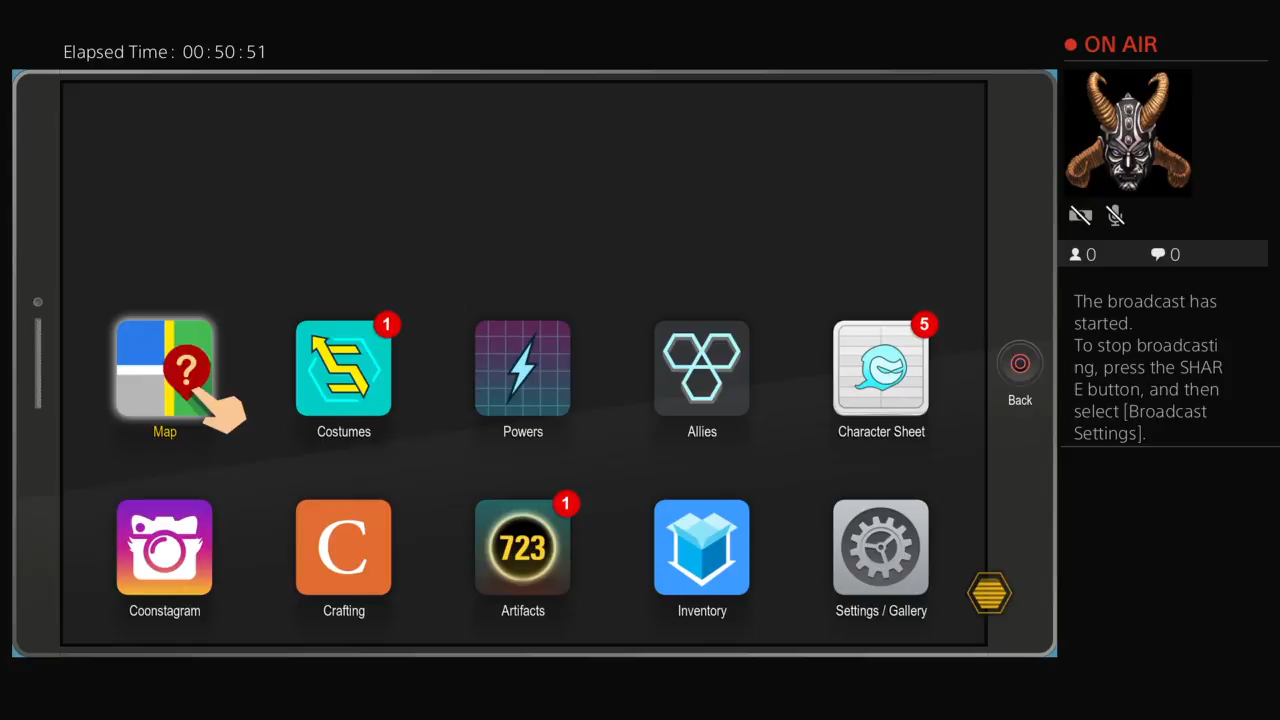 Elapsed Time: 00:50:51
ON AIR
0
0
The broadcast has
started.
To stop broadcasti
ng, press the SHAR
E button, and then
select [Broadcast
Settings].
?
1
5
Map
Costumes
Powers
Allies
Character Sheet
Back
C
723
1
Coonstagram
Crafting
Artifacts
Inventory
Settings / Gallery